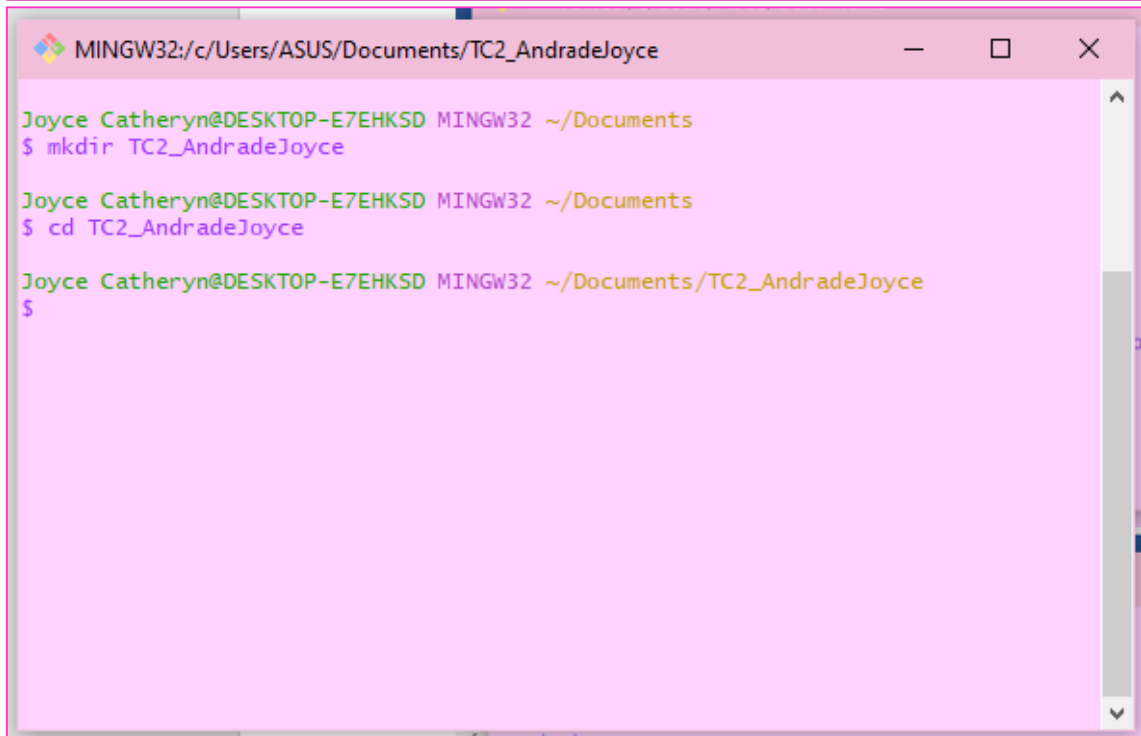 MINGW32:/c/Users/ASUS/Documents/TC2_AndradeJoyce
Joyce Catheryn@DESKTOP-E7EHKSD MINGW32 ~/Documents
$ mkdir TC2_AndradeJoyce
Joyce Catheryn@DESKTOP-E7EHKSD MINGW32 ~/Documents
$ cd TC2_AndradeJoyce
Joyce Catheryn@DESKTOP-E7EHKSD MINGW32 ~/Documents/TC2_AndradeJoyce
$